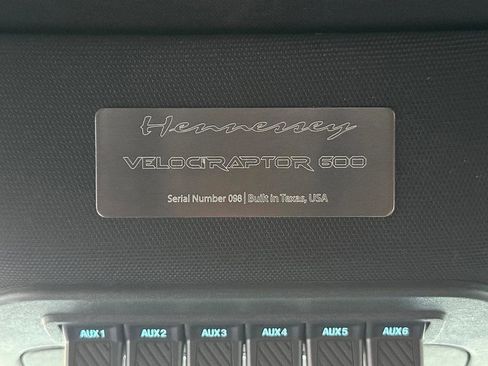 Hennessey
VELOCIRAPTOR 600
Serial Number 098 | Built in Texas, USA
AUX1 AUX2 AUX3 AUX4 AUX5 AUX6